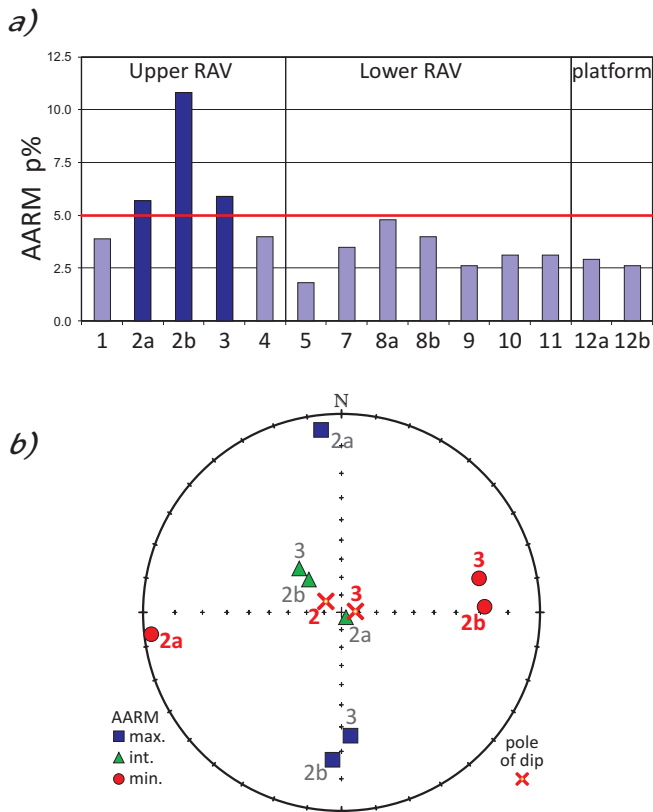 a)
12.5
10.0
7.5
5.0
2.5
0.0
AARM p%
Upper RAV
Lower RAV
platform
1 2a 2b 3 4 5 7 8a 8b 9 10 11 12a 12b
b)
N
2a
3
2b
3
2b
2
3
2a
2a
3
2b
AARM
max.
int.
min.
pole
of dip